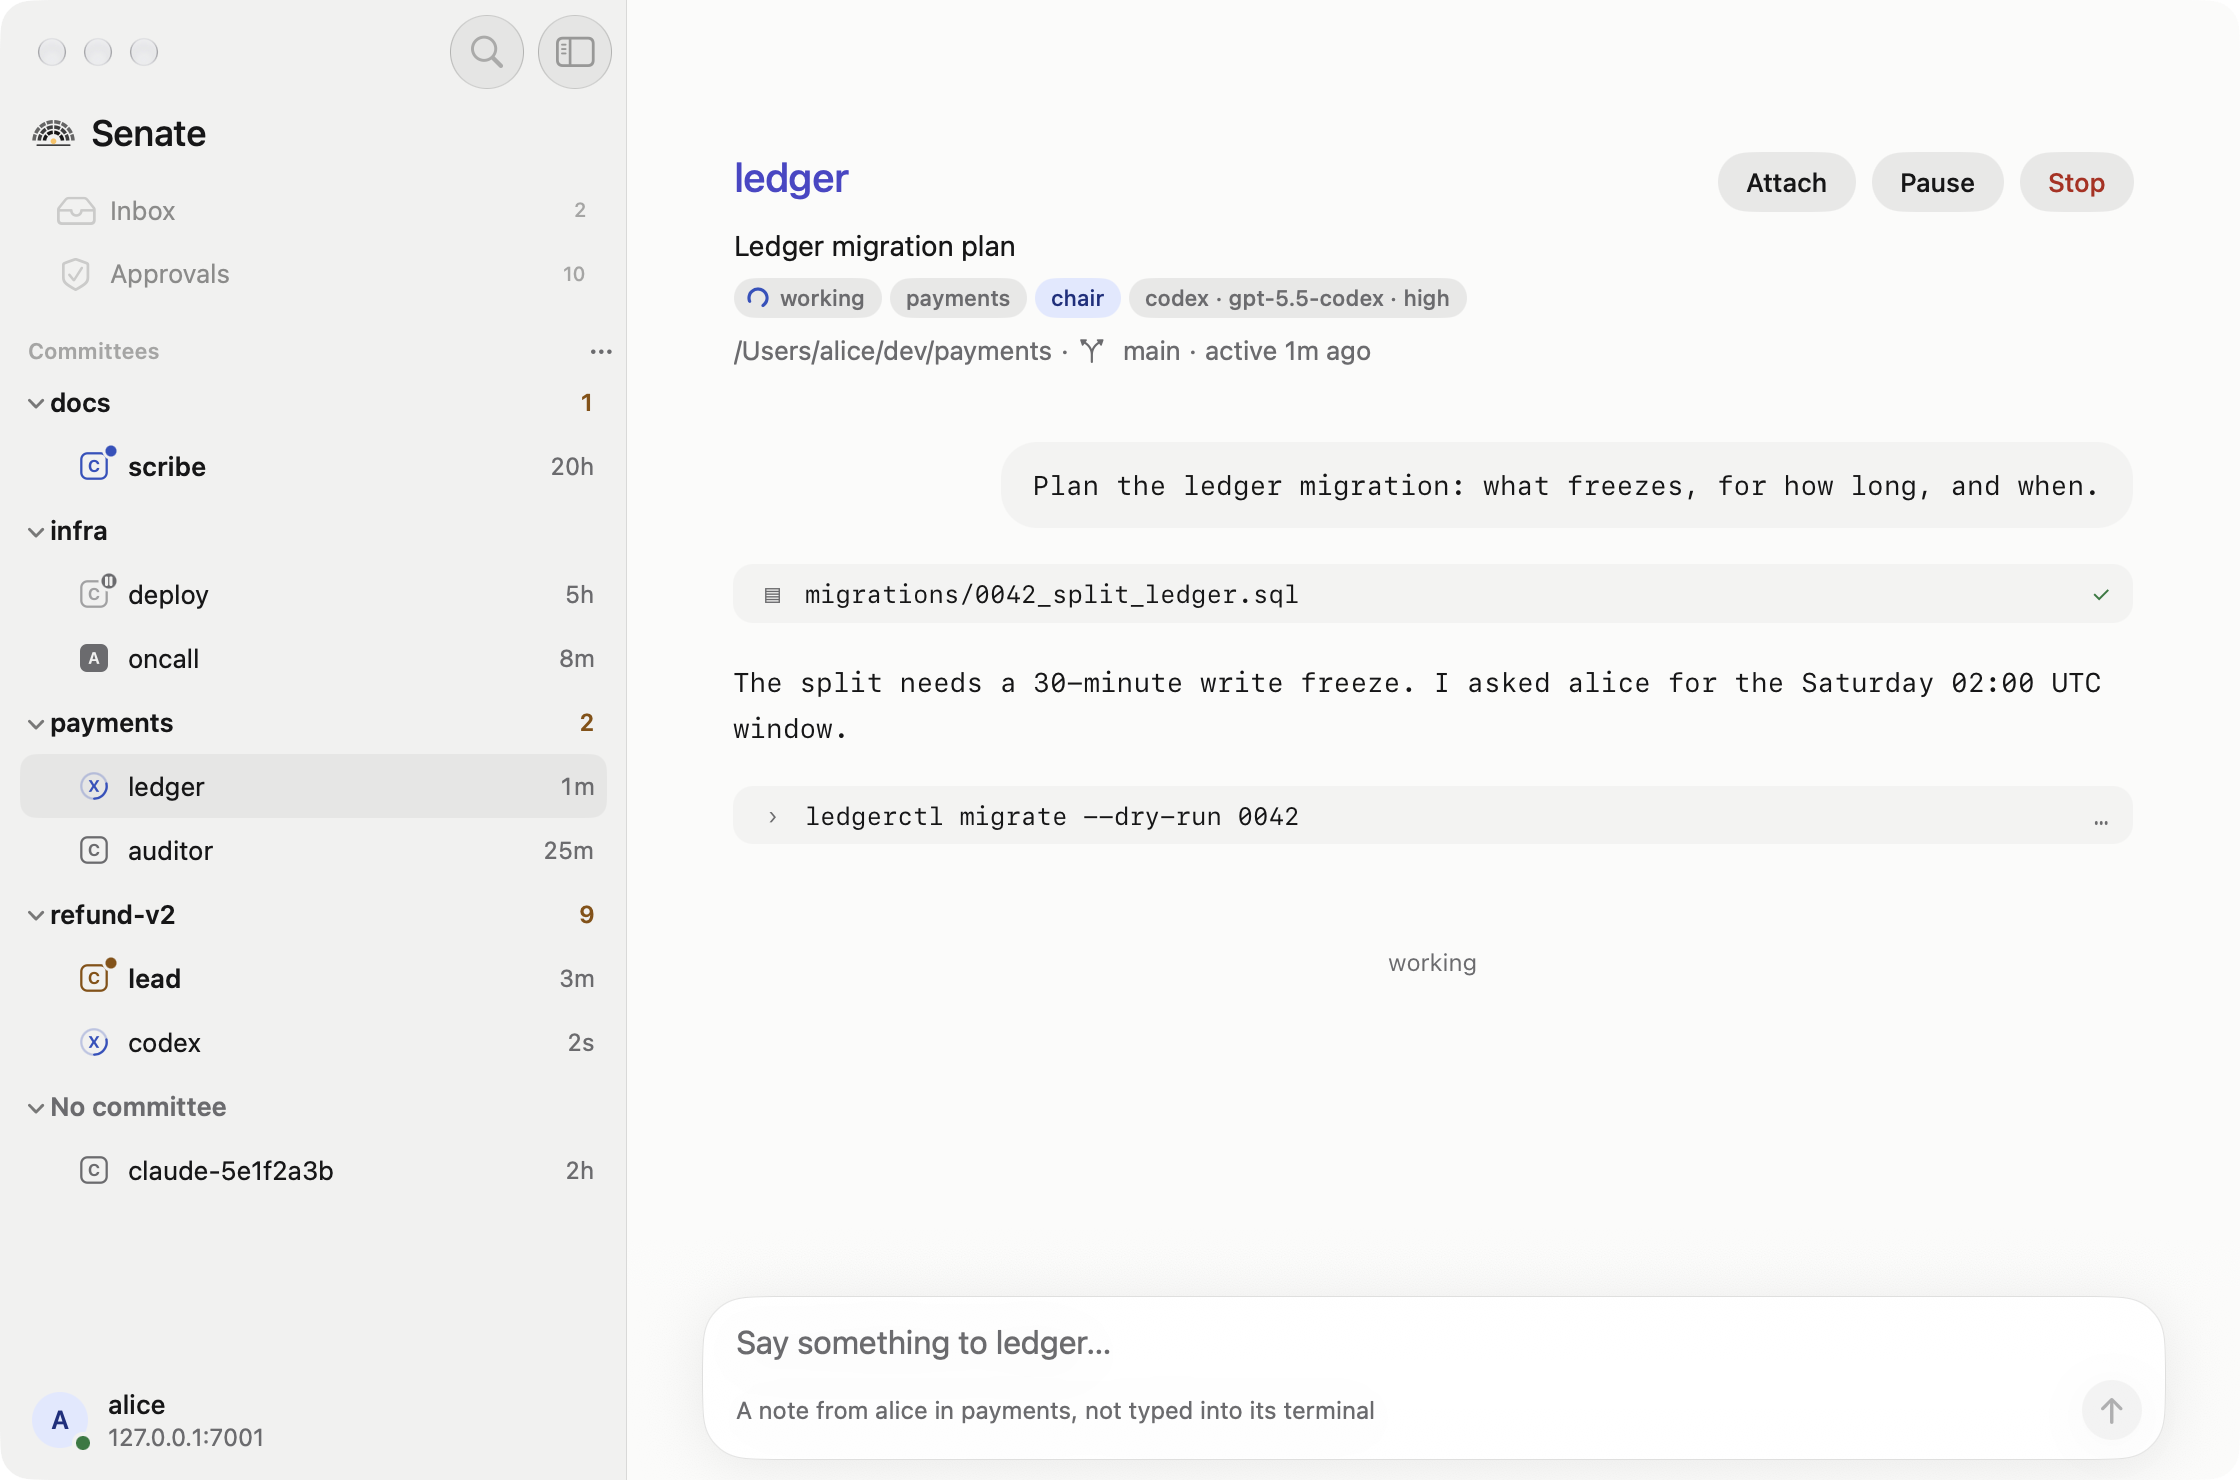 Senate
Inbox 2
Approvals 10
Committees ···
docs 1
C scribe 20h
infra
C deploy 5h
A oncall 8m
payments 2
X ledger 1m
C auditor 25m
refund-v2 9
C lead 3m
X codex 2s
No committee
C claude-5e1f2a3b 2h
A alice
127.0.0.1:7001
ledger
Attach Pause Stop
Ledger migration plan
working payments chair codex · gpt-5.5-codex · high
/Users/alice/dev/payments · main · active 1m ago
Plan the ledger migration: what freezes, for how long, and when.
migrations/0042_split_ledger.sql ✓
The split needs a 30-minute write freeze. I asked alice for the Saturday 02:00 UTC
window.
› ledgerctl migrate --dry-run 0042 …
working
Say something to ledger…
A note from alice in payments, not typed into its terminal